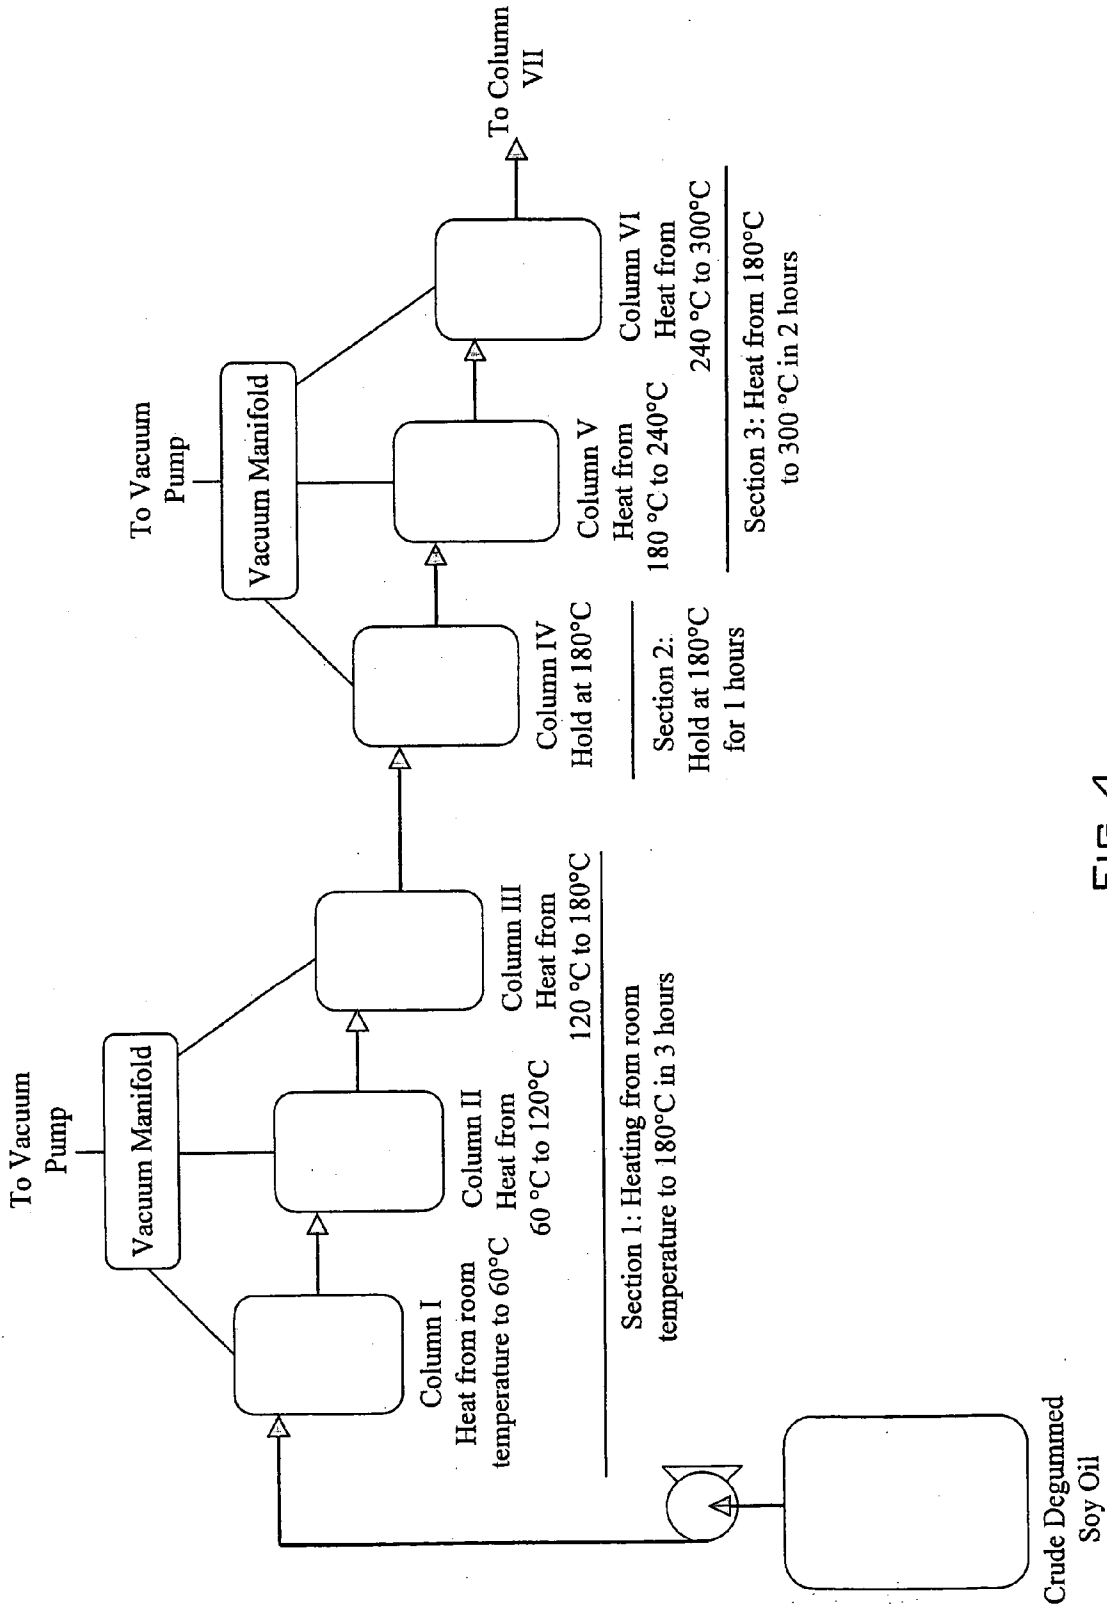 To Vacuum
Pump
Vacuum Manifold
Column I
Heat from room
temperature to 60°C
Column II
Heat from
60 °C to 120°C
Column III
Heat from
120 °C to 180°C
Section 1: Heating from room
temperature to 180°C in 3 hours
To Vacuum
Pump
Vacuum Manifold
Column IV
Hold at 180°C
Section 2:
Hold at 180°C
for 1 hours
Column V
Heat from
180 °C to 240°C
Column VI
Heat from
240 °C to 300°C
Section 3: Heat from 180°C
to 300 °C in 2 hours
To Column
VII
Crude Degummed
Soy Oil
FIG. 4